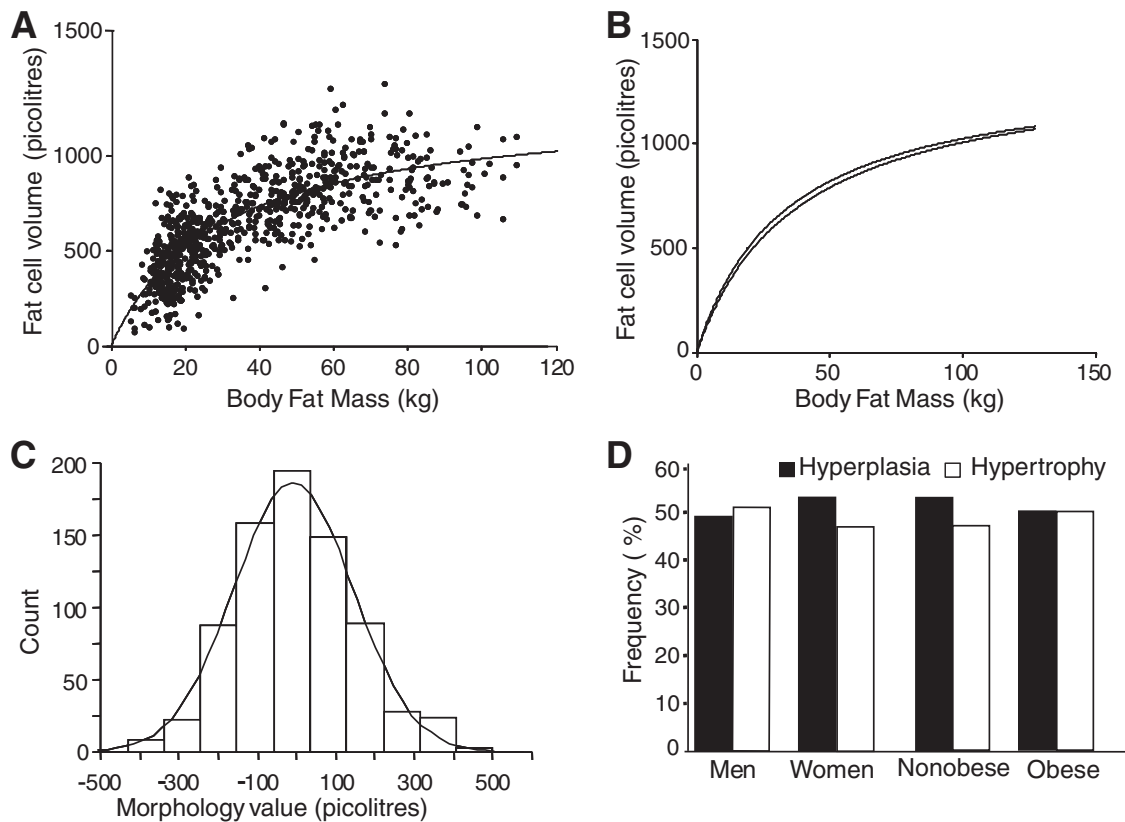 A
Fat cell volume (picolitres)
1500
1000
500
0
0 20 40 60 80 100 120
Body Fat Mass (kg)
B
Fat cell volume (picolitres)
1500
1000
500
0
0 50 100 150
Body Fat Mass (kg)
C
Count
200
150
100
50
0
-500 -300 -100 100 300 500
Morphology value (picolitres)
D
Hyperplasia Hypertrophy
Frequency ( %)
60
50
40
30
20
10
0
Men Women Nonobese Obese